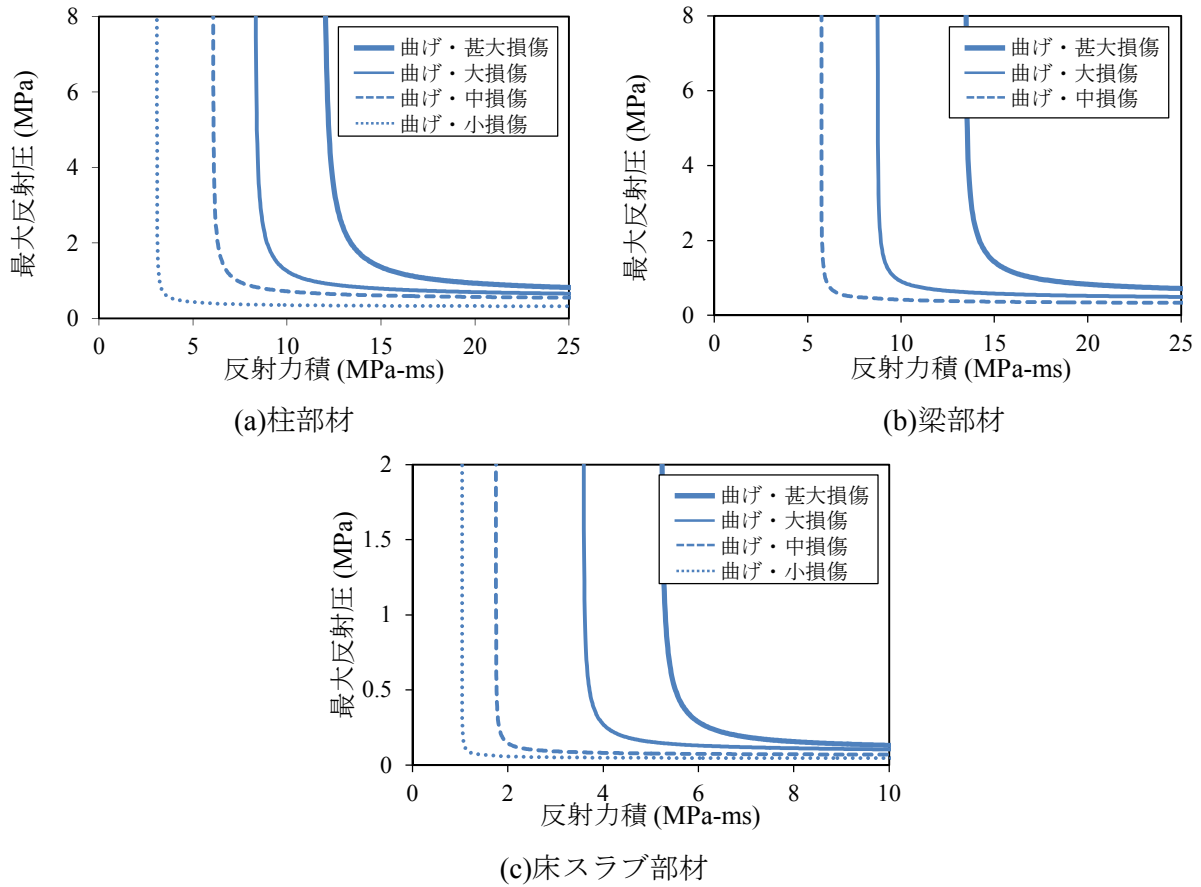 最大反射圧 (MPa)
8
6
4
2
0
0 5 10 15 20 25
反射力積 (MPa-ms)
曲げ・甚大損傷
曲げ・大損傷
曲げ・中損傷
曲げ・小損傷
(a)柱部材
最大反射圧 (MPa)
8
6
4
2
0
0 5 10 15 20 25
反射力積 (MPa-ms)
曲げ・甚大損傷
曲げ・大損傷
曲げ・中損傷
(b)梁部材
最大反射圧 (MPa)
2
1.5
1
0.5
0
0 2 4 6 8 10
反射力積 (MPa-ms)
曲げ・甚大損傷
曲げ・大損傷
曲げ・中損傷
曲げ・小損傷
(c)床スラブ部材